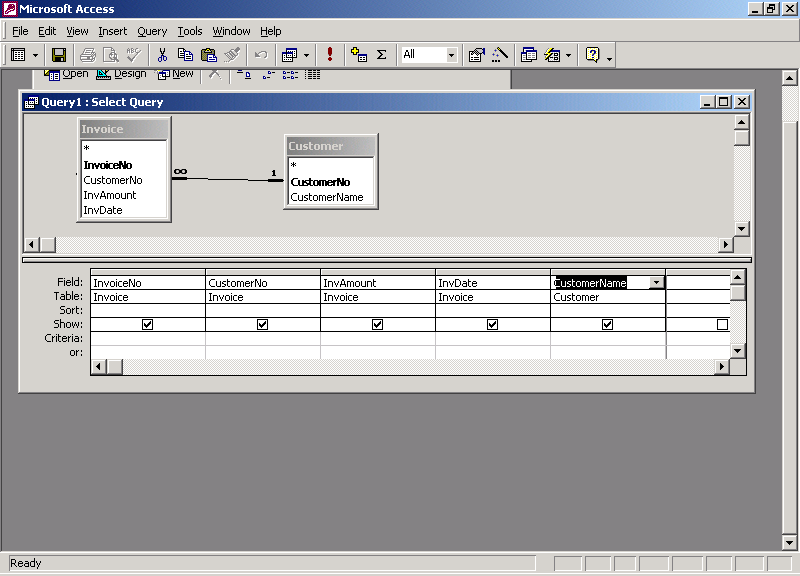 Microsoft Access
File Edit View Insert Query Tools Window Help
ABC All
Open Design New
Query1 : Select Query
Invoice
*
InvoiceNo
CustomerNo
InvAmount
InvDate
∞ 1
Customer
*
CustomerNo
CustomerName
Field: InvoiceNo CustomerNo InvAmount InvDate CustomerName
Table: Invoice Invoice Invoice Invoice Customer
Sort:
Show:
Criteria:
or:
Ready